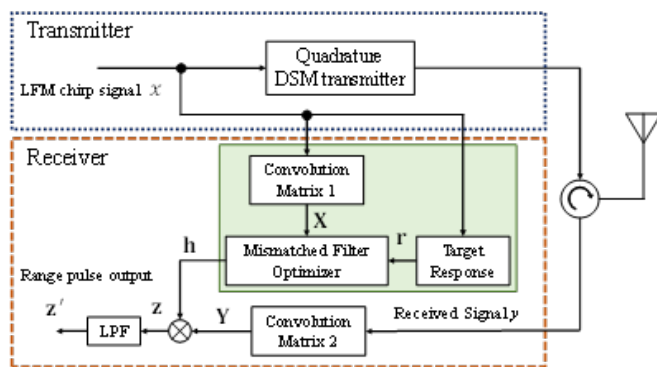 Transmitter
Quadrature
DSM transmitter
LFM chirp signal x
Receiver
Convolution
Matrix 1
X
h
Mismatched Filter
Optimizer
r
Target
Response
Range pulse output
z′
LPF
z
Y
Convolution
Matrix 2
Received Signal y